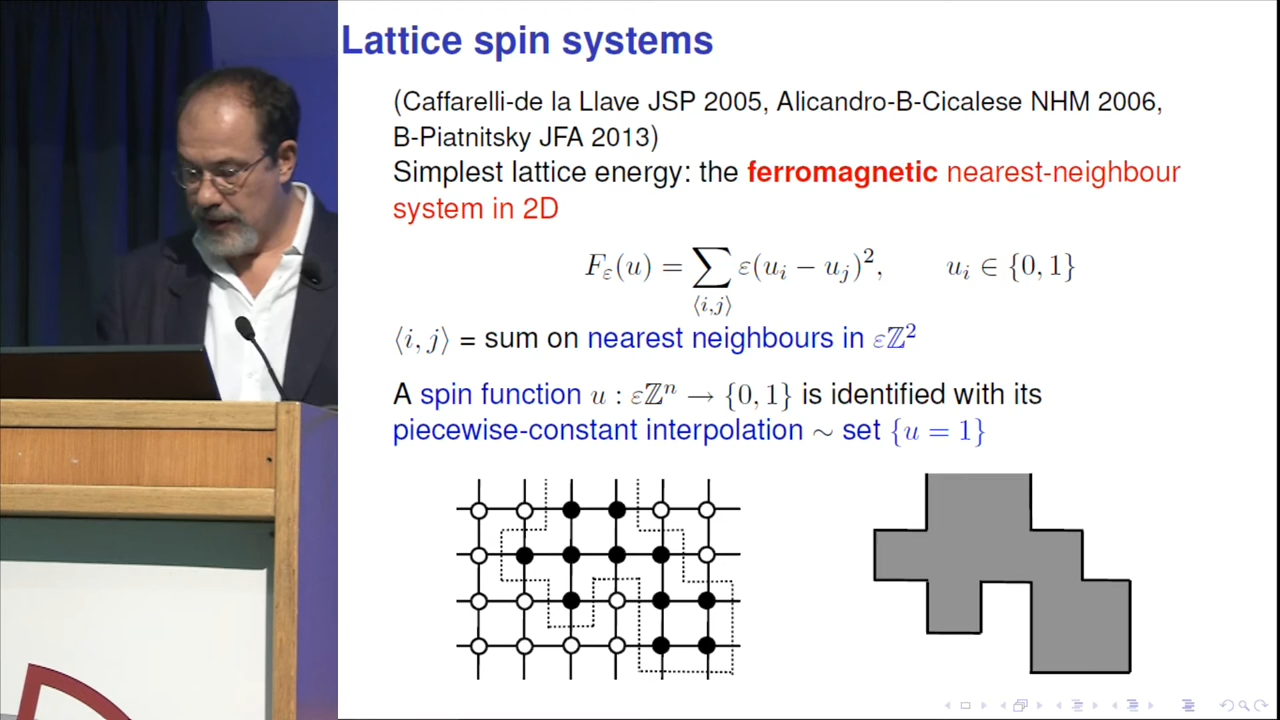 Lattice spin systems
(Caffarelli-de la Llave JSP 2005, Alicandro-B-Cicalese NHM 2006,
B-Piatnitsky JFA 2013)
Simplest lattice energy: the ferromagnetic nearest-neighbour
system in 2D
F_ε(u) = ∑_{⟨i,j⟩} ε(u_i − u_j)², u_i ∈ {0, 1}
⟨i, j⟩ = sum on nearest neighbours in εℤ²
A spin function u : εℤⁿ → {0, 1} is identified with its
piecewise-constant interpolation ∼ set {u = 1}